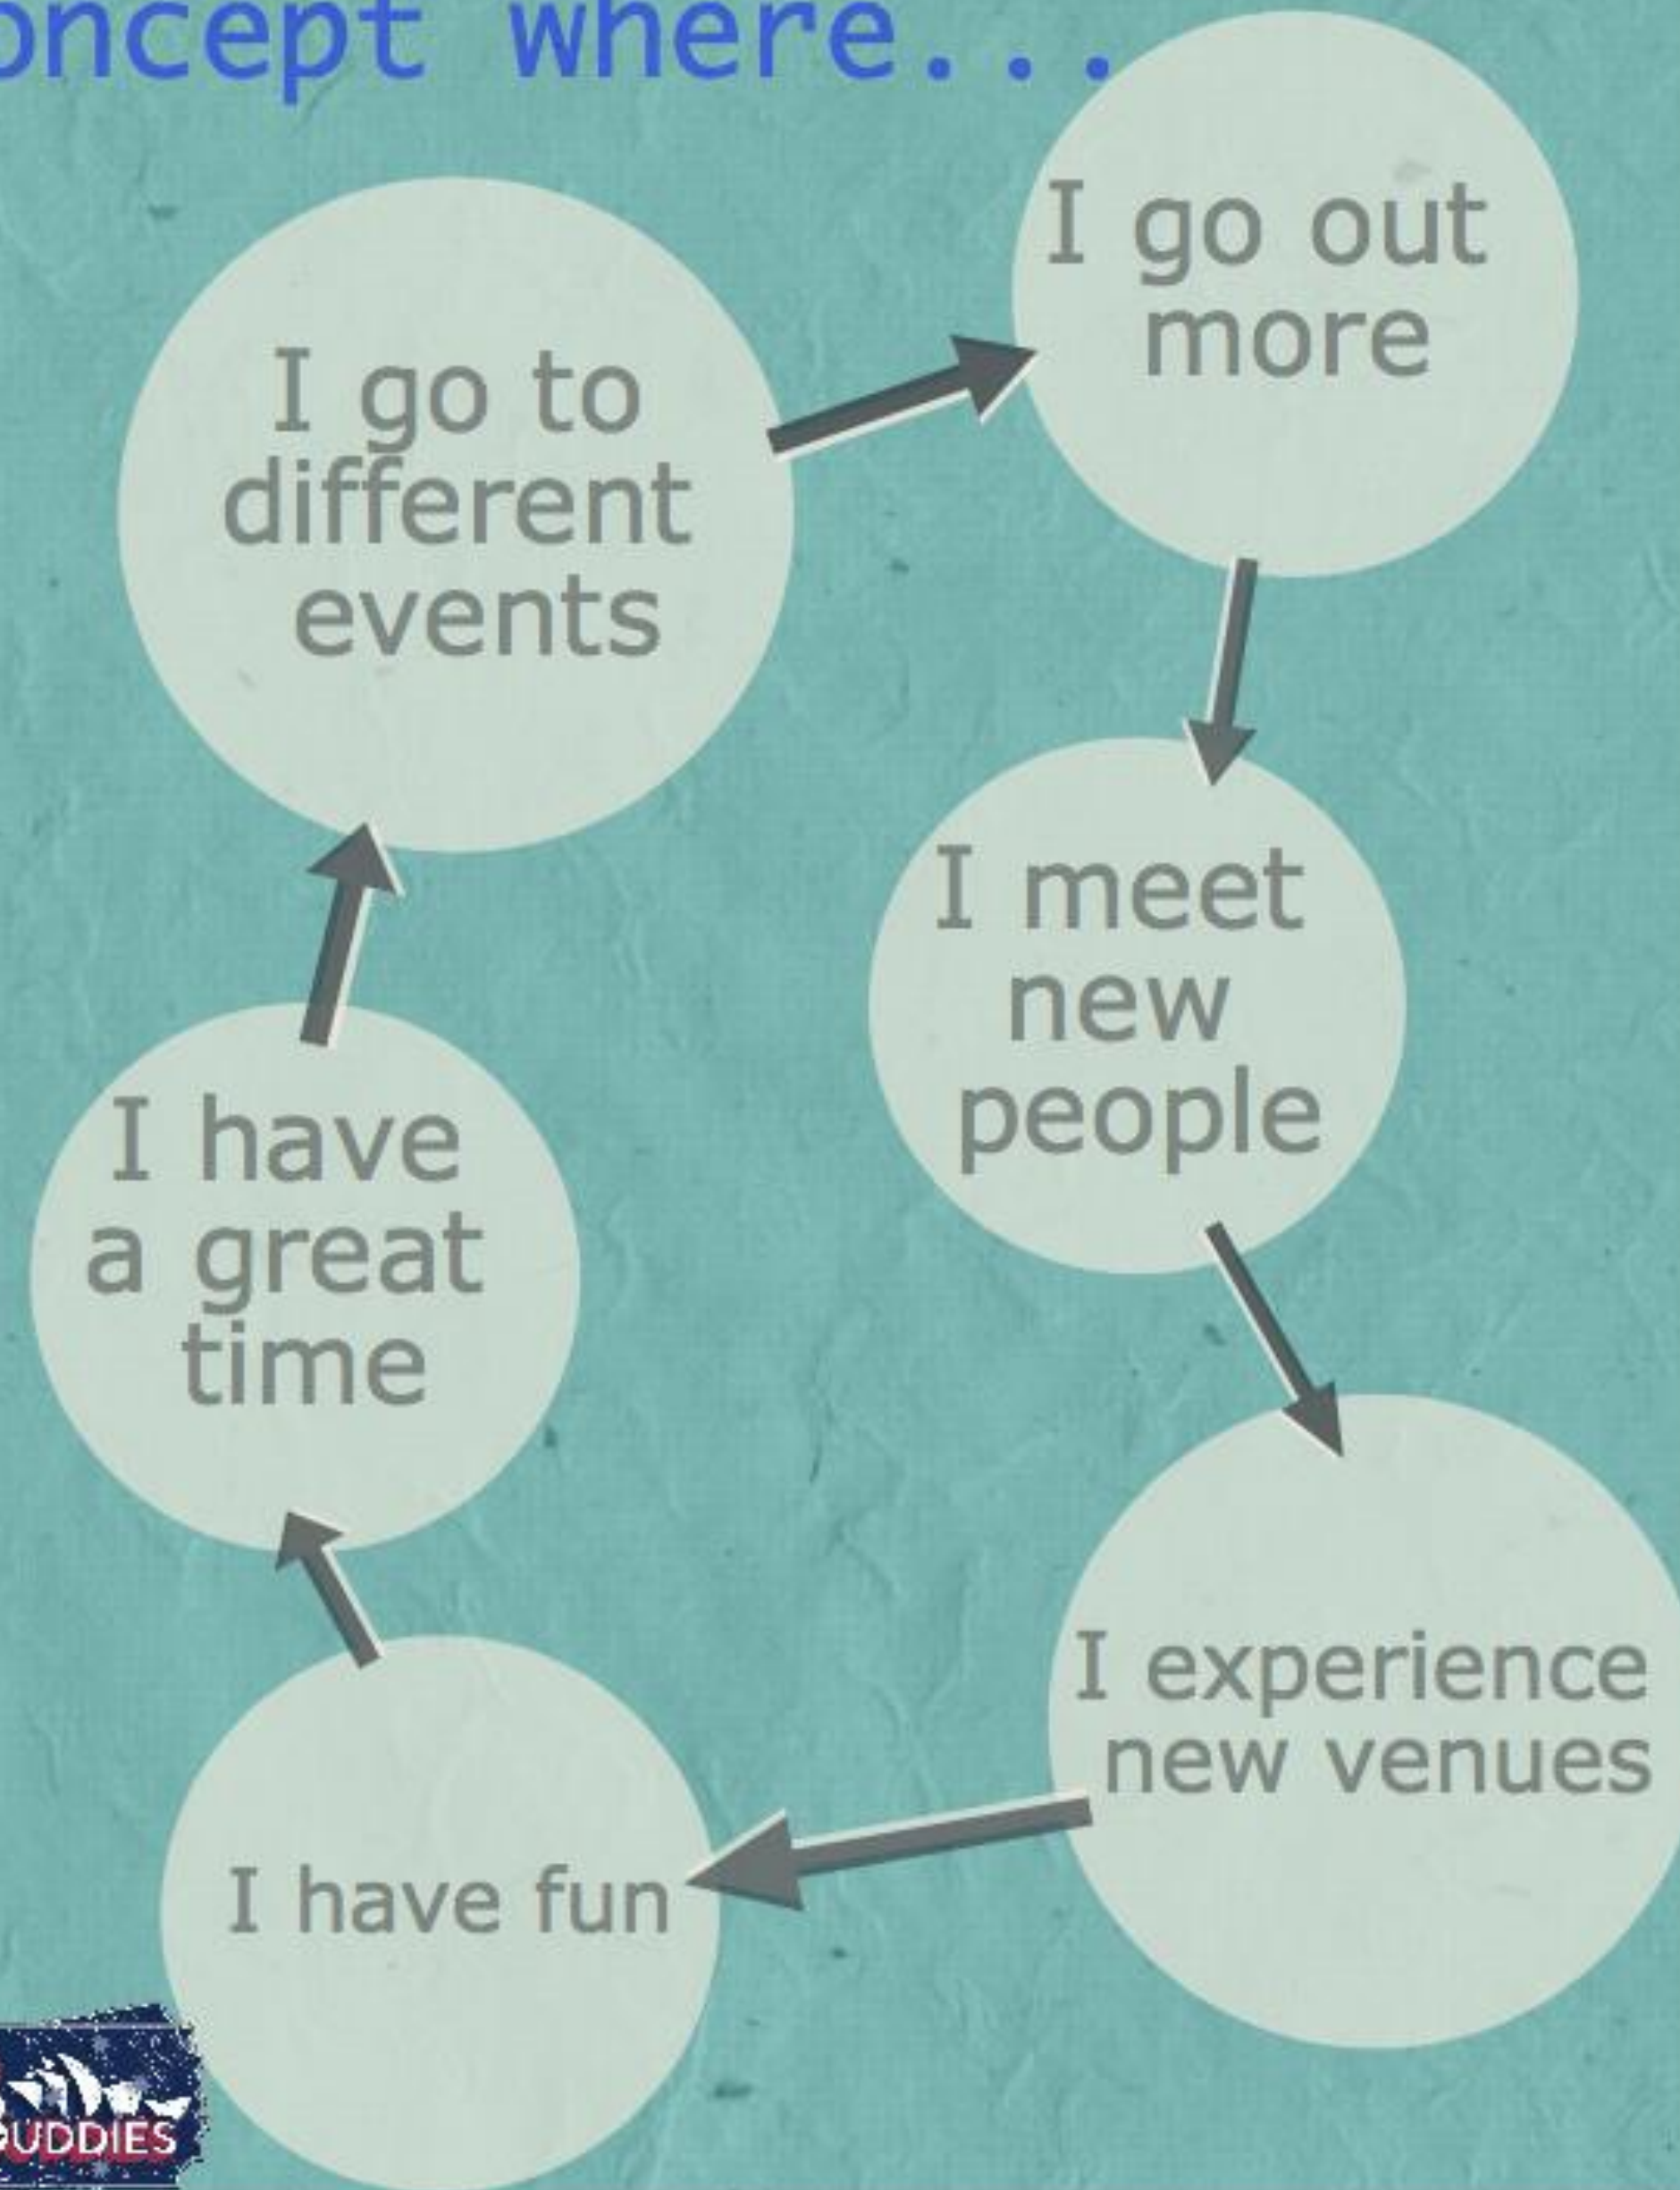 oncept where...
I go out
more
I go to
different
events
I meet
new
people
I have
a great
time
I experience
new venues
I have fun
UDDIES